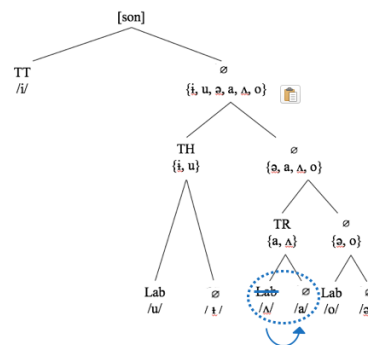 [son]
TT ∅
/i/ {ɨ, u, ə, a, ʌ, o}
TH ∅
{ɨ, u} {ə, a, ʌ, o}
TR ∅
{a, ʌ} {ə, o}
Lab ∅ Lab ∅ Lab ∅
/u/ /ɨ/ /ʌ/ /a/ /o/ /ə